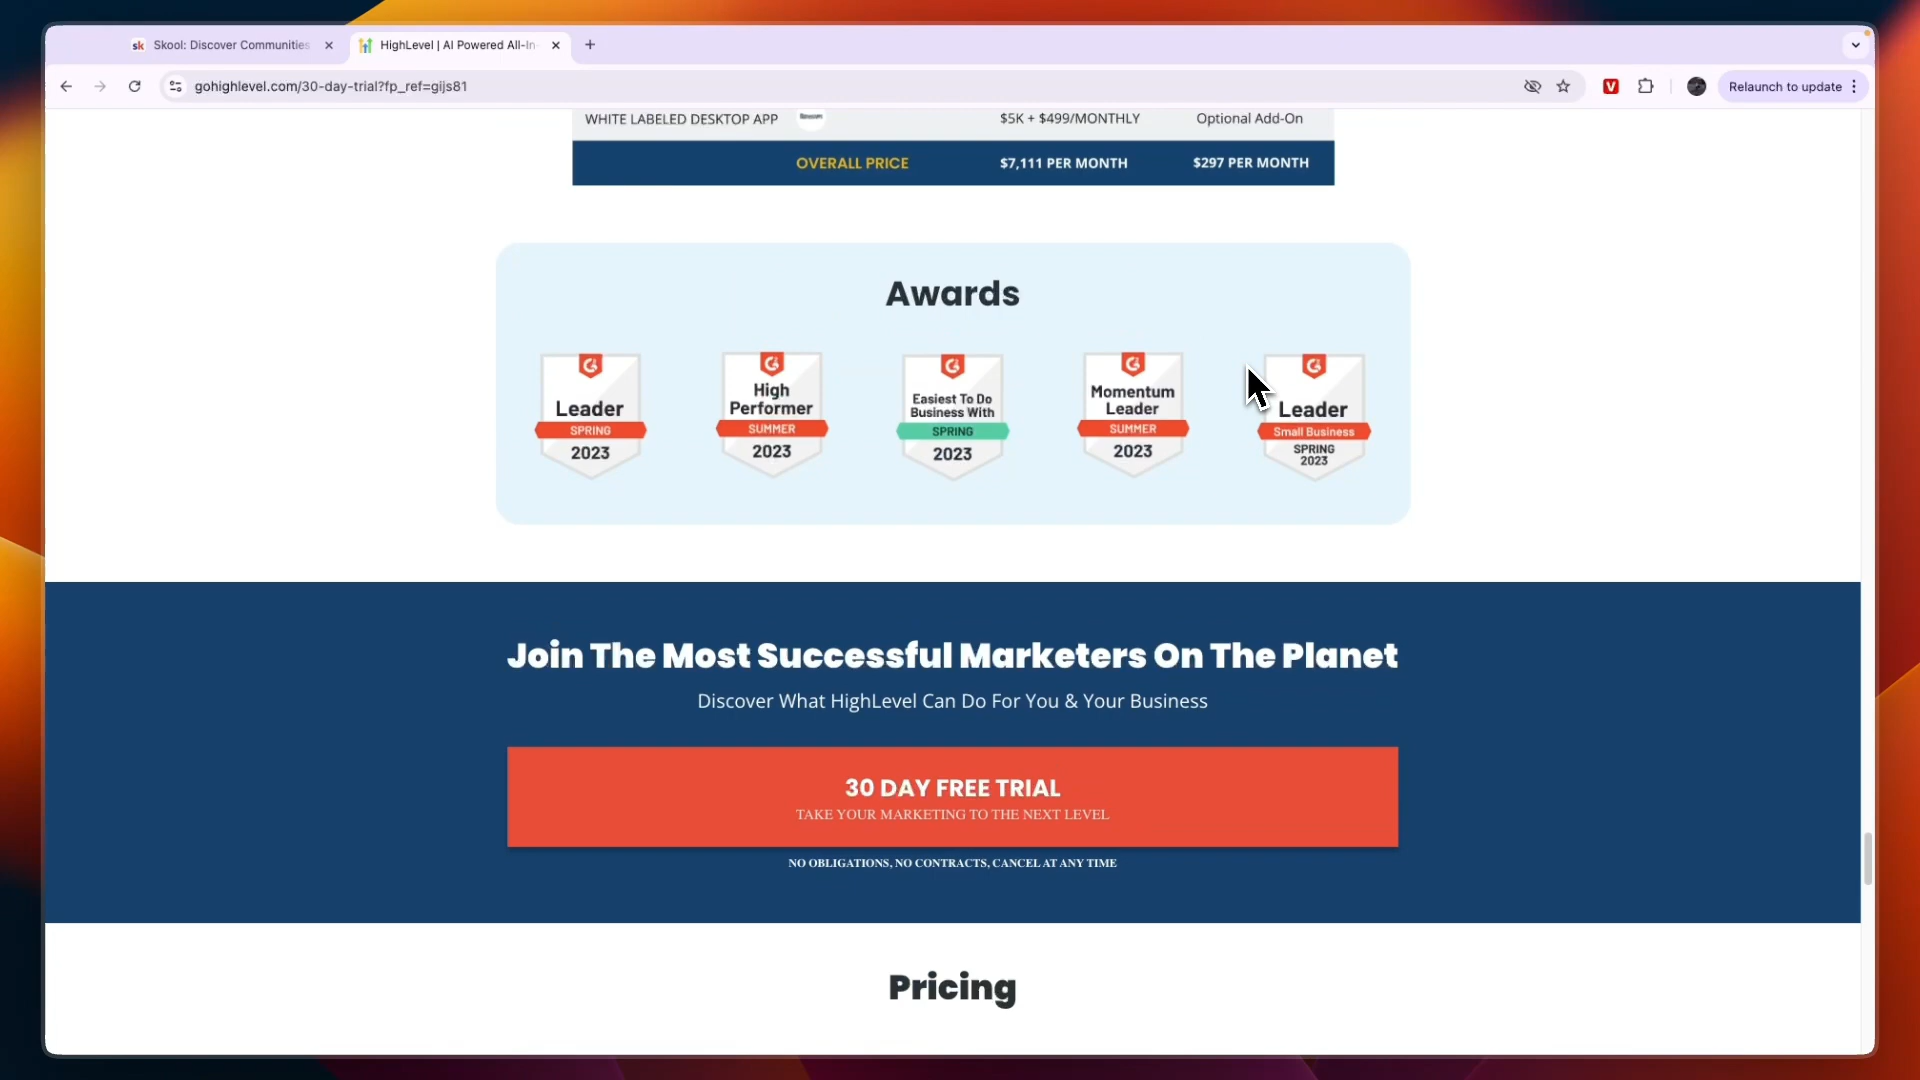 Skool: Discover Communities
HighLevel | AI Powered All-In-
gohighlevel.com/30-day-trial?fp_ref=gijs81
Relaunch to update
WHITE LABELED DESKTOP APP $5K + $499/MONTHLY Optional Add-On
OVERALL PRICE $7,111 PER MONTH $297 PER MONTH
Awards
Leader
SPRING
2023
High
Performer
SUMMER
2023
Easiest To Do
Business With
SPRING
2023
Momentum
Leader
SUMMER
2023
Leader
Small Business
SPRING
2023
Join The Most Successful Marketers On The Planet
Discover What HighLevel Can Do For You & Your Business
30 DAY FREE TRIAL
TAKE YOUR MARKETING TO THE NEXT LEVEL
NO OBLIGATIONS, NO CONTRACTS, CANCEL AT ANY TIME
Pricing